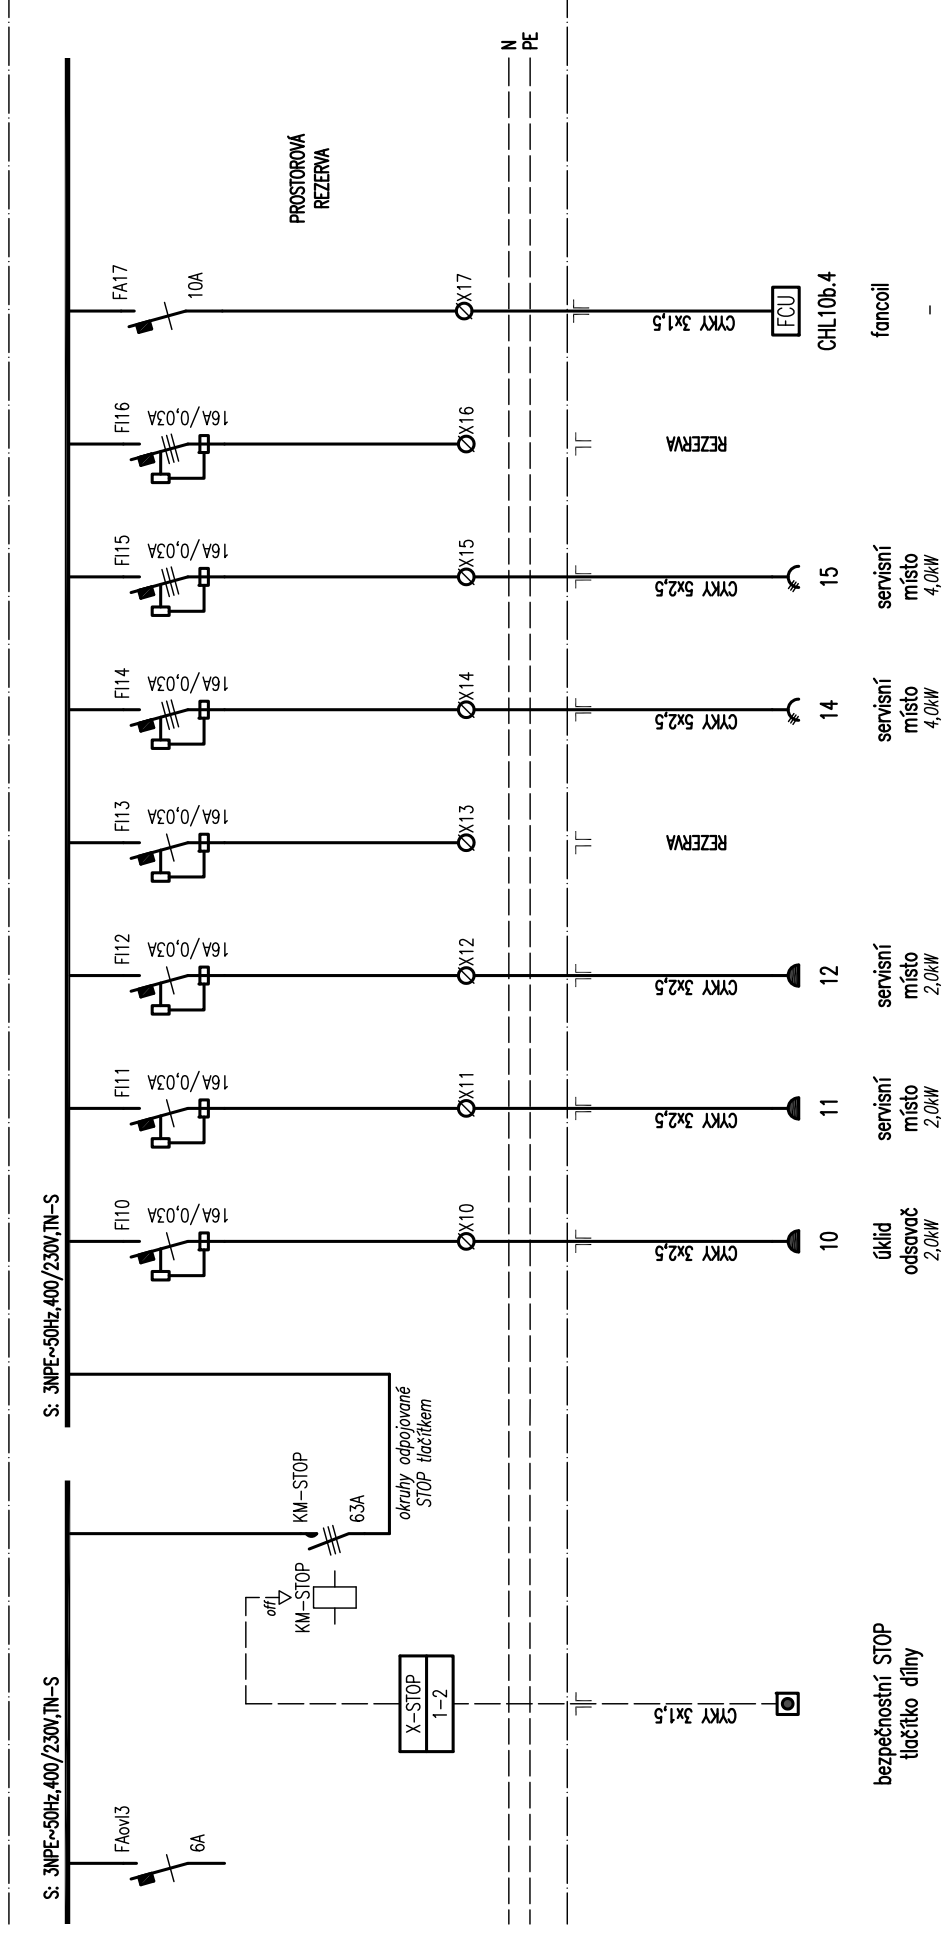 S: 3NPE~50Hz,400/230V,TN-S
S: 3NPE~50Hz,400/230V,TN-S
FAovl3
6A
KM-STOP
off
KM-STOP
63A
okruhy odpojované
STOP tlačítkem
X-STOP
1-2
CYKY 3x1,5
bezpečnostní STOP
tlačítko dílny
FI10
16A/0,03A
X10
CYKY 3x2,5
10
úklid
odsavač
2,0kW
FI11
16A/0,03A
X11
CYKY 3x2,5
11
servisní
místo
2,0kW
FI12
16A/0,03A
X12
CYKY 3x2,5
12
servisní
místo
2,0kW
FI13
16A/0,03A
X13
REZERVA
FI14
16A/0,03A
X14
CYKY 5x2,5
14
servisní
místo
4,0kW
FI15
16A/0,03A
X15
CYKY 5x2,5
15
servisní
místo
4,0kW
FI16
16A/0,03A
X16
REZERVA
FA17
10A
X17
CYKY 3x1,5
FCU
CHL10b.4
fancoil
-
PROSTOROVÁ
REZERVA
N
PE